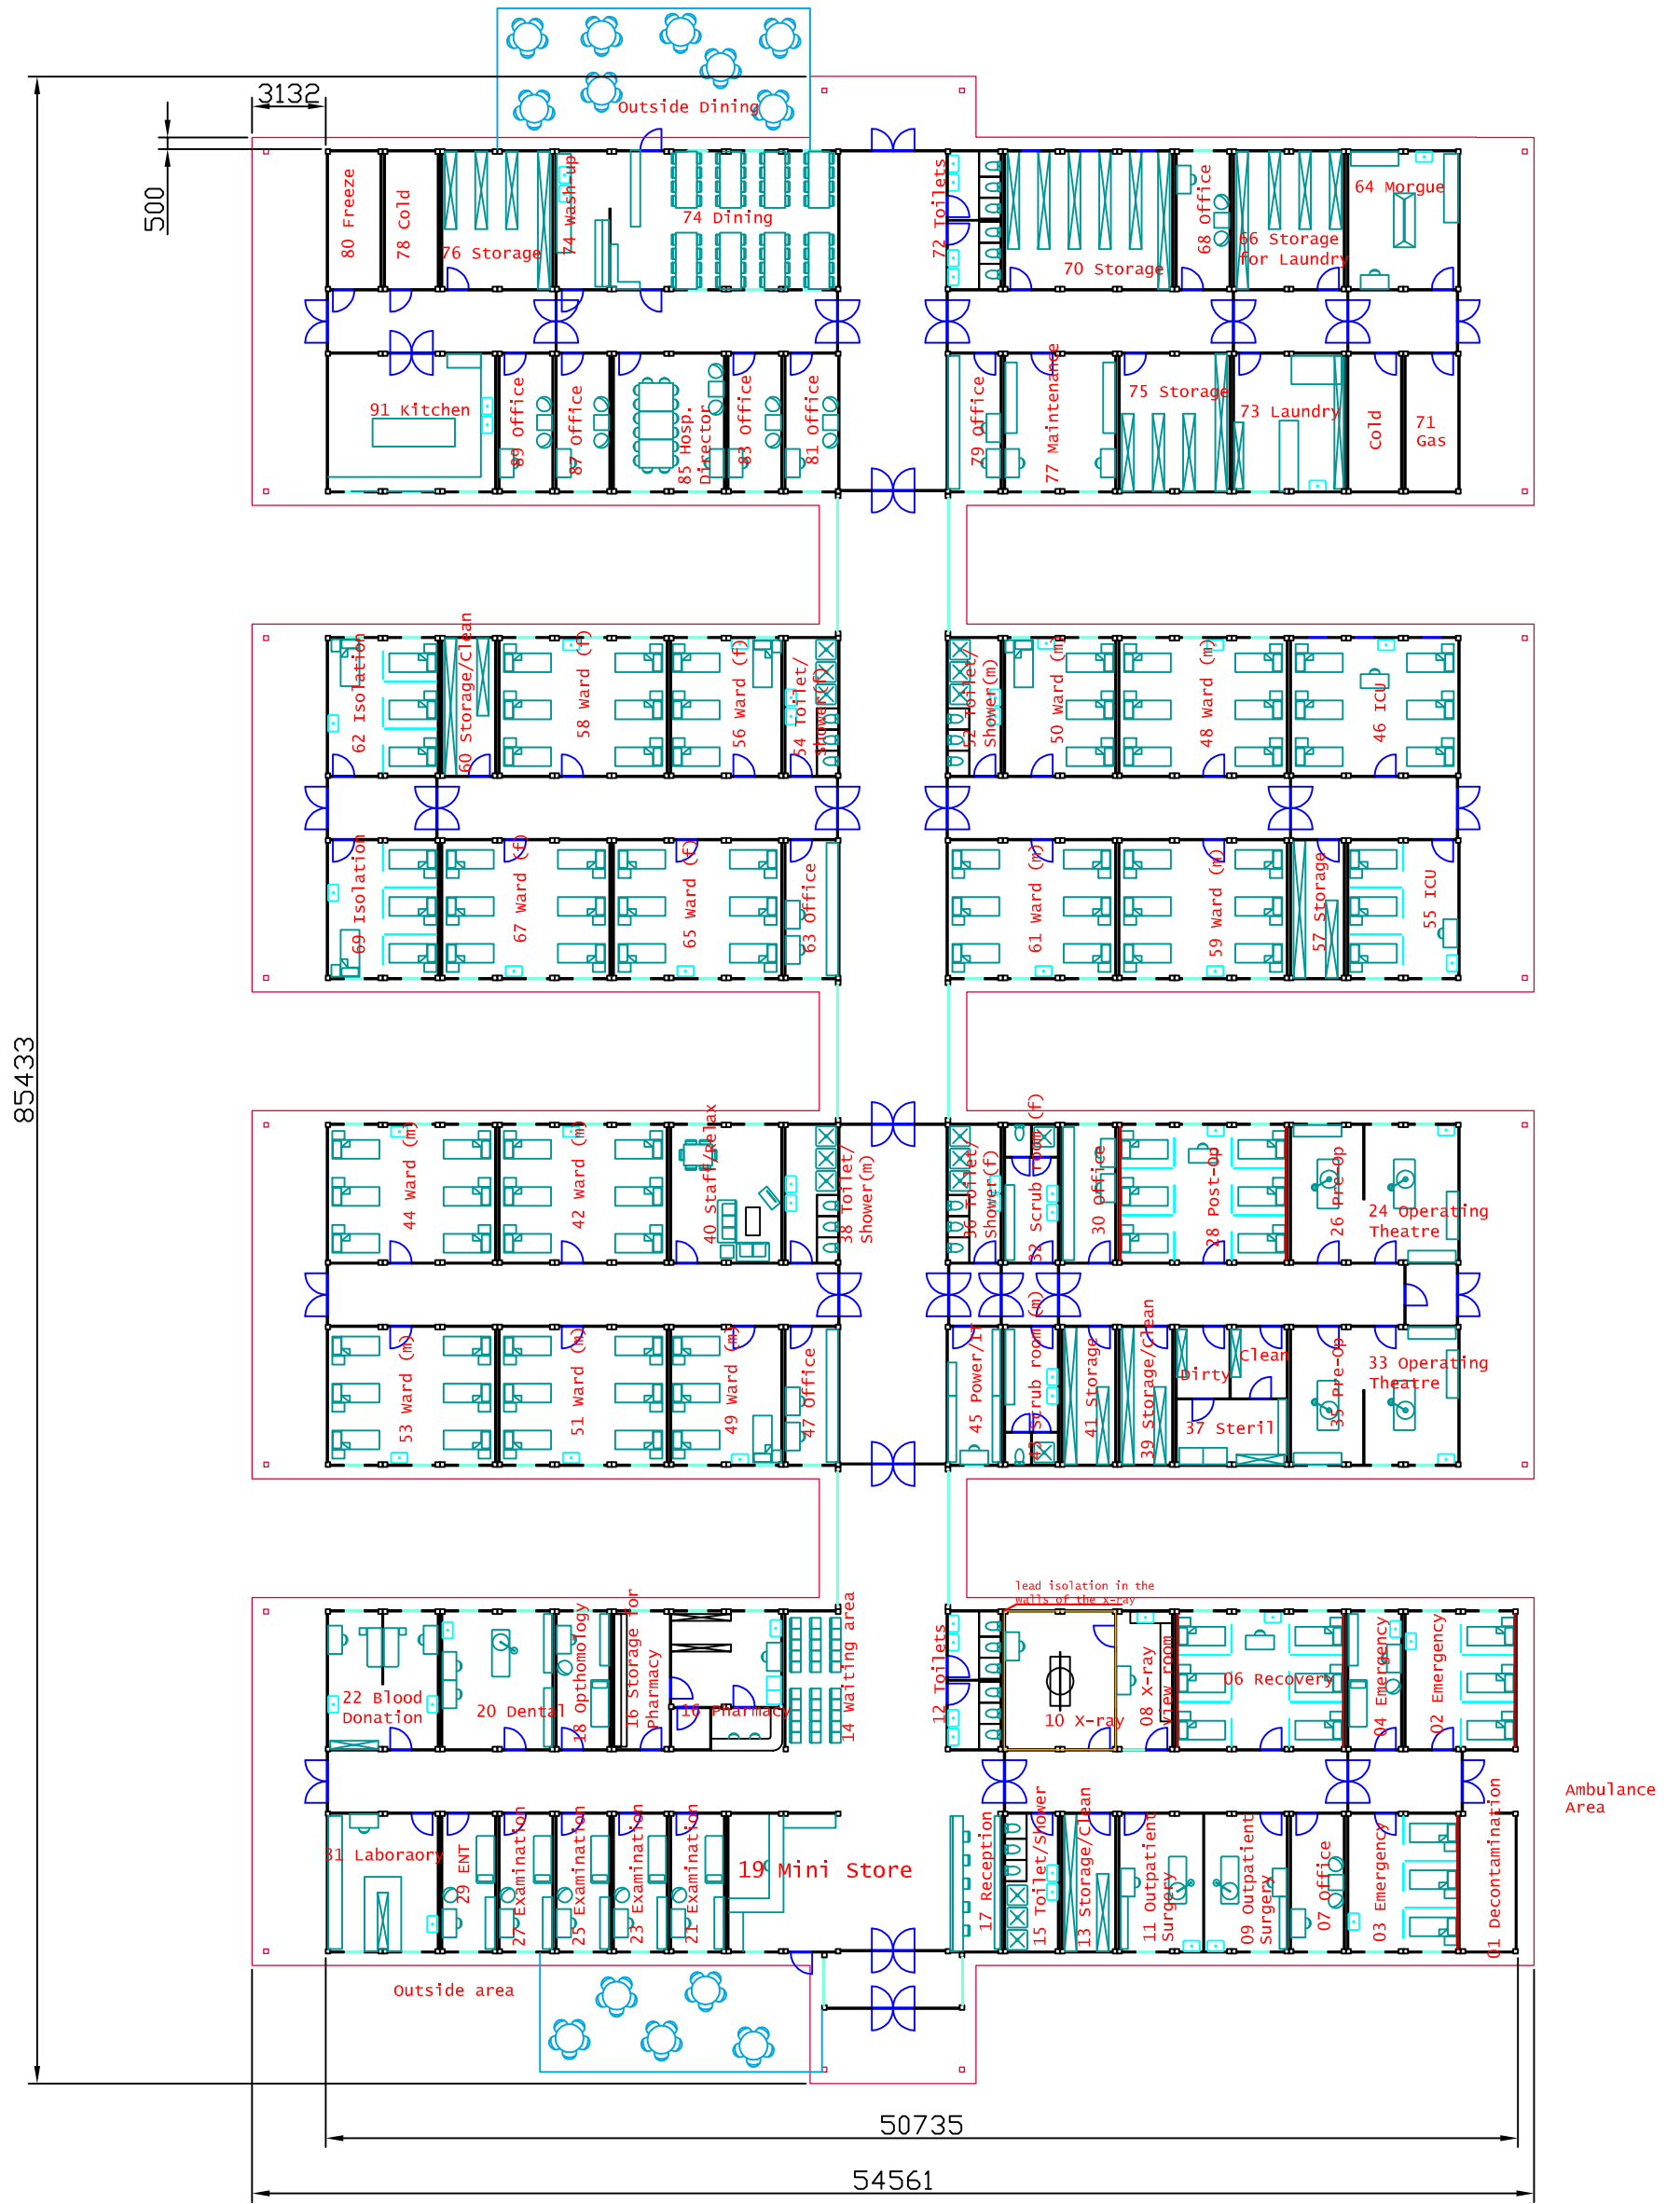 Outside Dining
3132
500
80 Freeze
78 Cold
76 Storage
74 Wash-up
74 Dining
72 Toilets
70 Storage
68 Office
66 Storage
for Laundry
64 Morgue
91 Kitchen
89 Office
87 Office
85 Hosp.
Director
83 Office
81 Office
79 Office
77 Maintenance
75 Storage
73 Laundry
Cold
71
Gas
62 Isolation
60 Storage/Clean
58 Ward (f)
56 Ward (f)
54 Toilet/
Shower(f)
52 Toilet/
Shower(m)
50 Ward (m)
48 Ward (m)
46 ICU
69 Isolation
67 Ward (f)
65 Ward (f)
63 Office
61 Ward (m)
59 Ward (m)
57 Storage
55 ICU
85433
44 Ward (m)
42 Ward (m)
40 Staff/Relax
38 Toilet/
Shower(m)
36 Toilet/
Shower(f)
32 Scrub room (f)
30 Office
28 Post-Op
26 Pre-Op
24 Operating
Theatre
53 Ward (m)
51 Ward (m)
49 Ward (m)
47 Office
45 Power/IT
43 Scrub room (m)
41 Storage
39 Storage/Clean
Dirty
Clean
37 Steril
35 Pre-Op
33 Operating
Theatre
lead isolation in the
walls of the x-ray
22 Blood
Donation
20 Dental
18 Opthomology
16 Storage for
Pharmacy
16 Pharmacy
14 Waiting area
12 Toilets
10 X-ray
08 X-ray
view room
06 Recovery
04 Emergency
02 Emergency
Ambulance
Area
31 Laboraory
29 ENT
27 Examination
25 Examination
23 Examination
21 Examination
19 Mini Store
17 Reception
15 Toilet/shower
13 Storage/Clean
11 Outpatient
Surgery
09 Outpatient
Surgery
07 Office
03 Emergency
01 Decontamination
Outside area
50735
54561